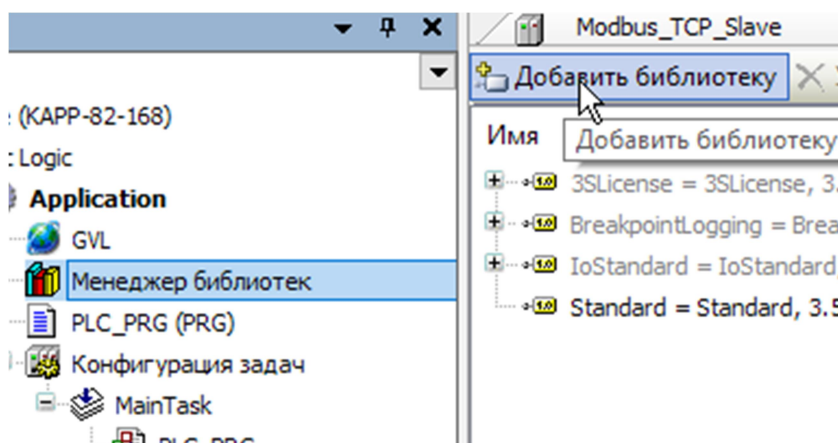 (KAPP-82-168)
Logic
Application
GVL
Менеджер библиотек
PLC_PRG (PRG)
Конфигурация задач
MainTask
Modbus_TCP_Slave
Добавить библиотеку
Имя
Добавить библиотеку
3SLicense = 3SLicense, 3.
BreakpointLogging = Brea
IoStandard = IoStandard
Standard = Standard, 3.5